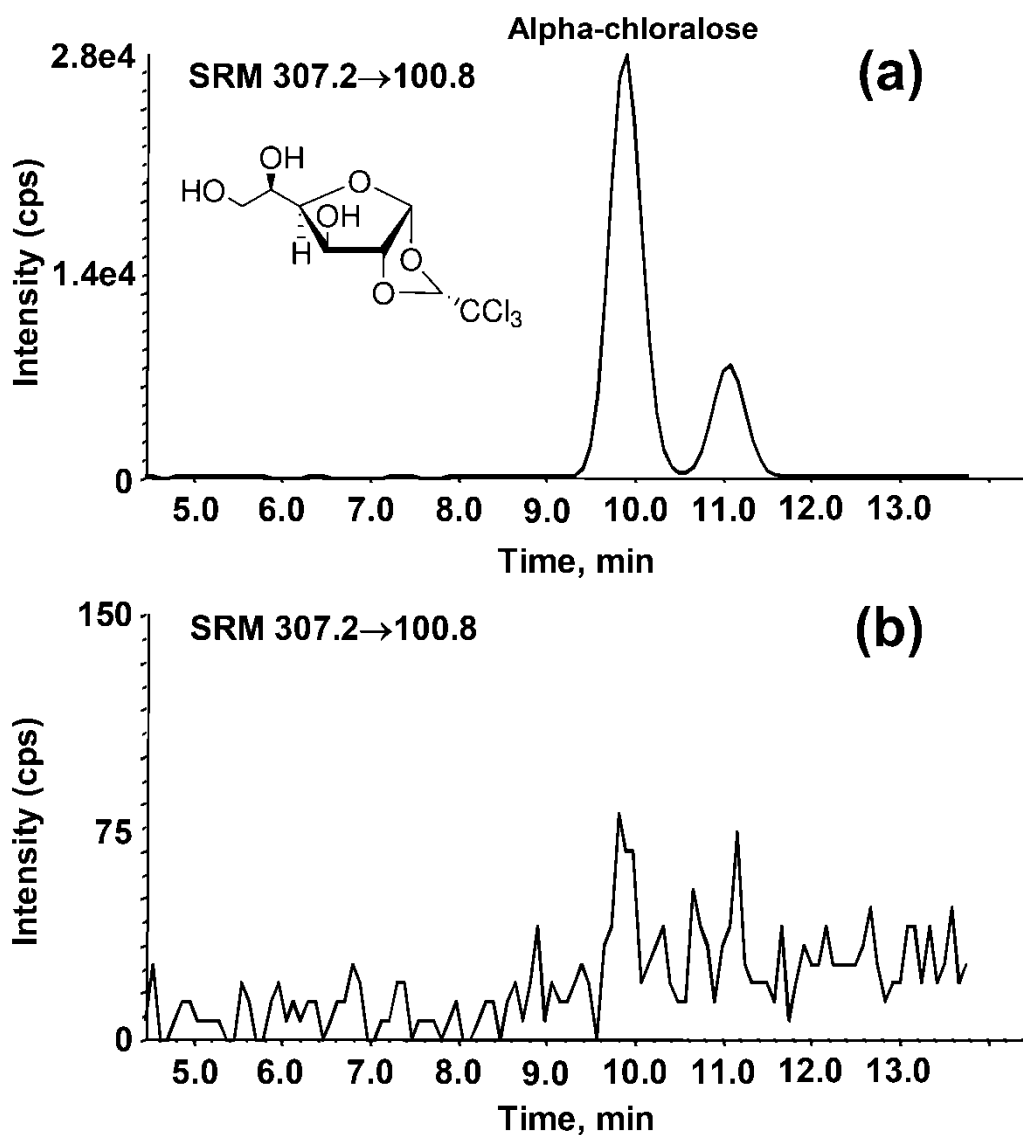 Alpha-chloralose
2.8e4
SRM 307.2→100.8
(a)
OH
HO
O
OH
H
O
O
CCl3
1.4e4
0
Intensity (cps)
5.0 6.0 7.0 8.0 9.0 10.0 11.0 12.0 13.0
Time, min
150
SRM 307.2→100.8
(b)
75
0
Intensity (cps)
5.0 6.0 7.0 8.0 9.0 10.0 11.0 12.0 13.0
Time, min